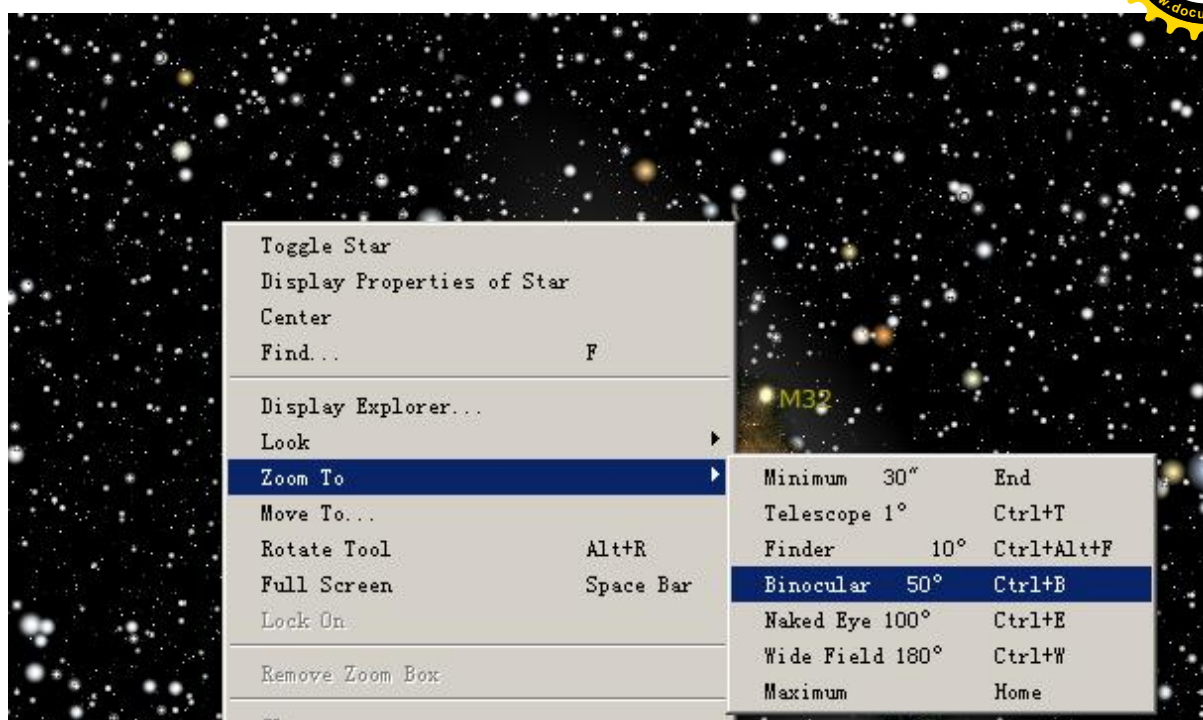 w.docu
Toggle Star
Display Properties of Star
Center
Find... F
Display Explorer...
Look
Zoom To
Move To...
Rotate Tool Alt+R
Full Screen Space Bar
Lock On
Remove Zoom Box
M32
Minimum 30" End
Telescope 1° Ctrl+T
Finder 10° Ctrl+Alt+F
Binocular 50° Ctrl+B
Naked Eye 100° Ctrl+E
Wide Field 180° Ctrl+W
Maximum Home